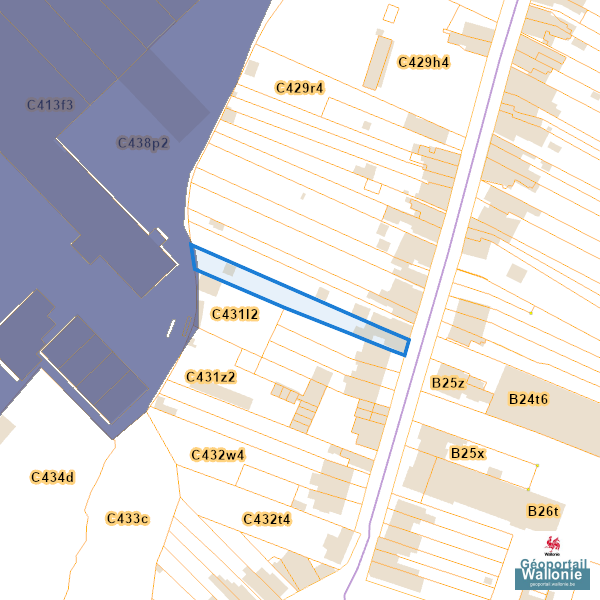 C429h4
C429r4
C413f3
C438p2
C431l2
C431z2
B25z
B24t6
C432w4
B25x
C434d
C433c
C432t4
B26t
Wallonie
Géoportail
Wallonie
geoportail.wallonie.be